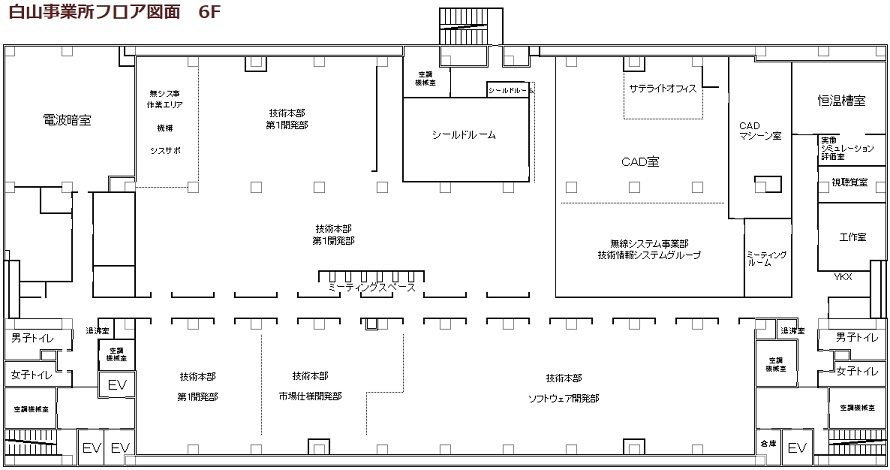 白山事業所フロア図面　6F
電波暗室
無シス事
作業エリア
機構
シスサポ
技術本部
第1開発部
空調
機械室
シールドルーム
シールドルーム
サテライトオフィス
CAD室
CAD
マシーン室
恒温槽室
実働
シミュレーション
評価室
視聴覚室
工作室
YKX
技術本部
第1開発部
無線システム事業部
技術情報システムグループ
ミーティング
ルーム
ミーティングスペース
湯沸室
男子トイレ
空調
機械室
女子トイレ
EV
空調機械室
EV
EV
技術本部
第1開発部
技術本部
市場仕様開発部
技術本部
ソフトウェア開発部
湯沸室
男子トイレ
空調
機械室
女子トイレ
空調機械室
倉庫
EV